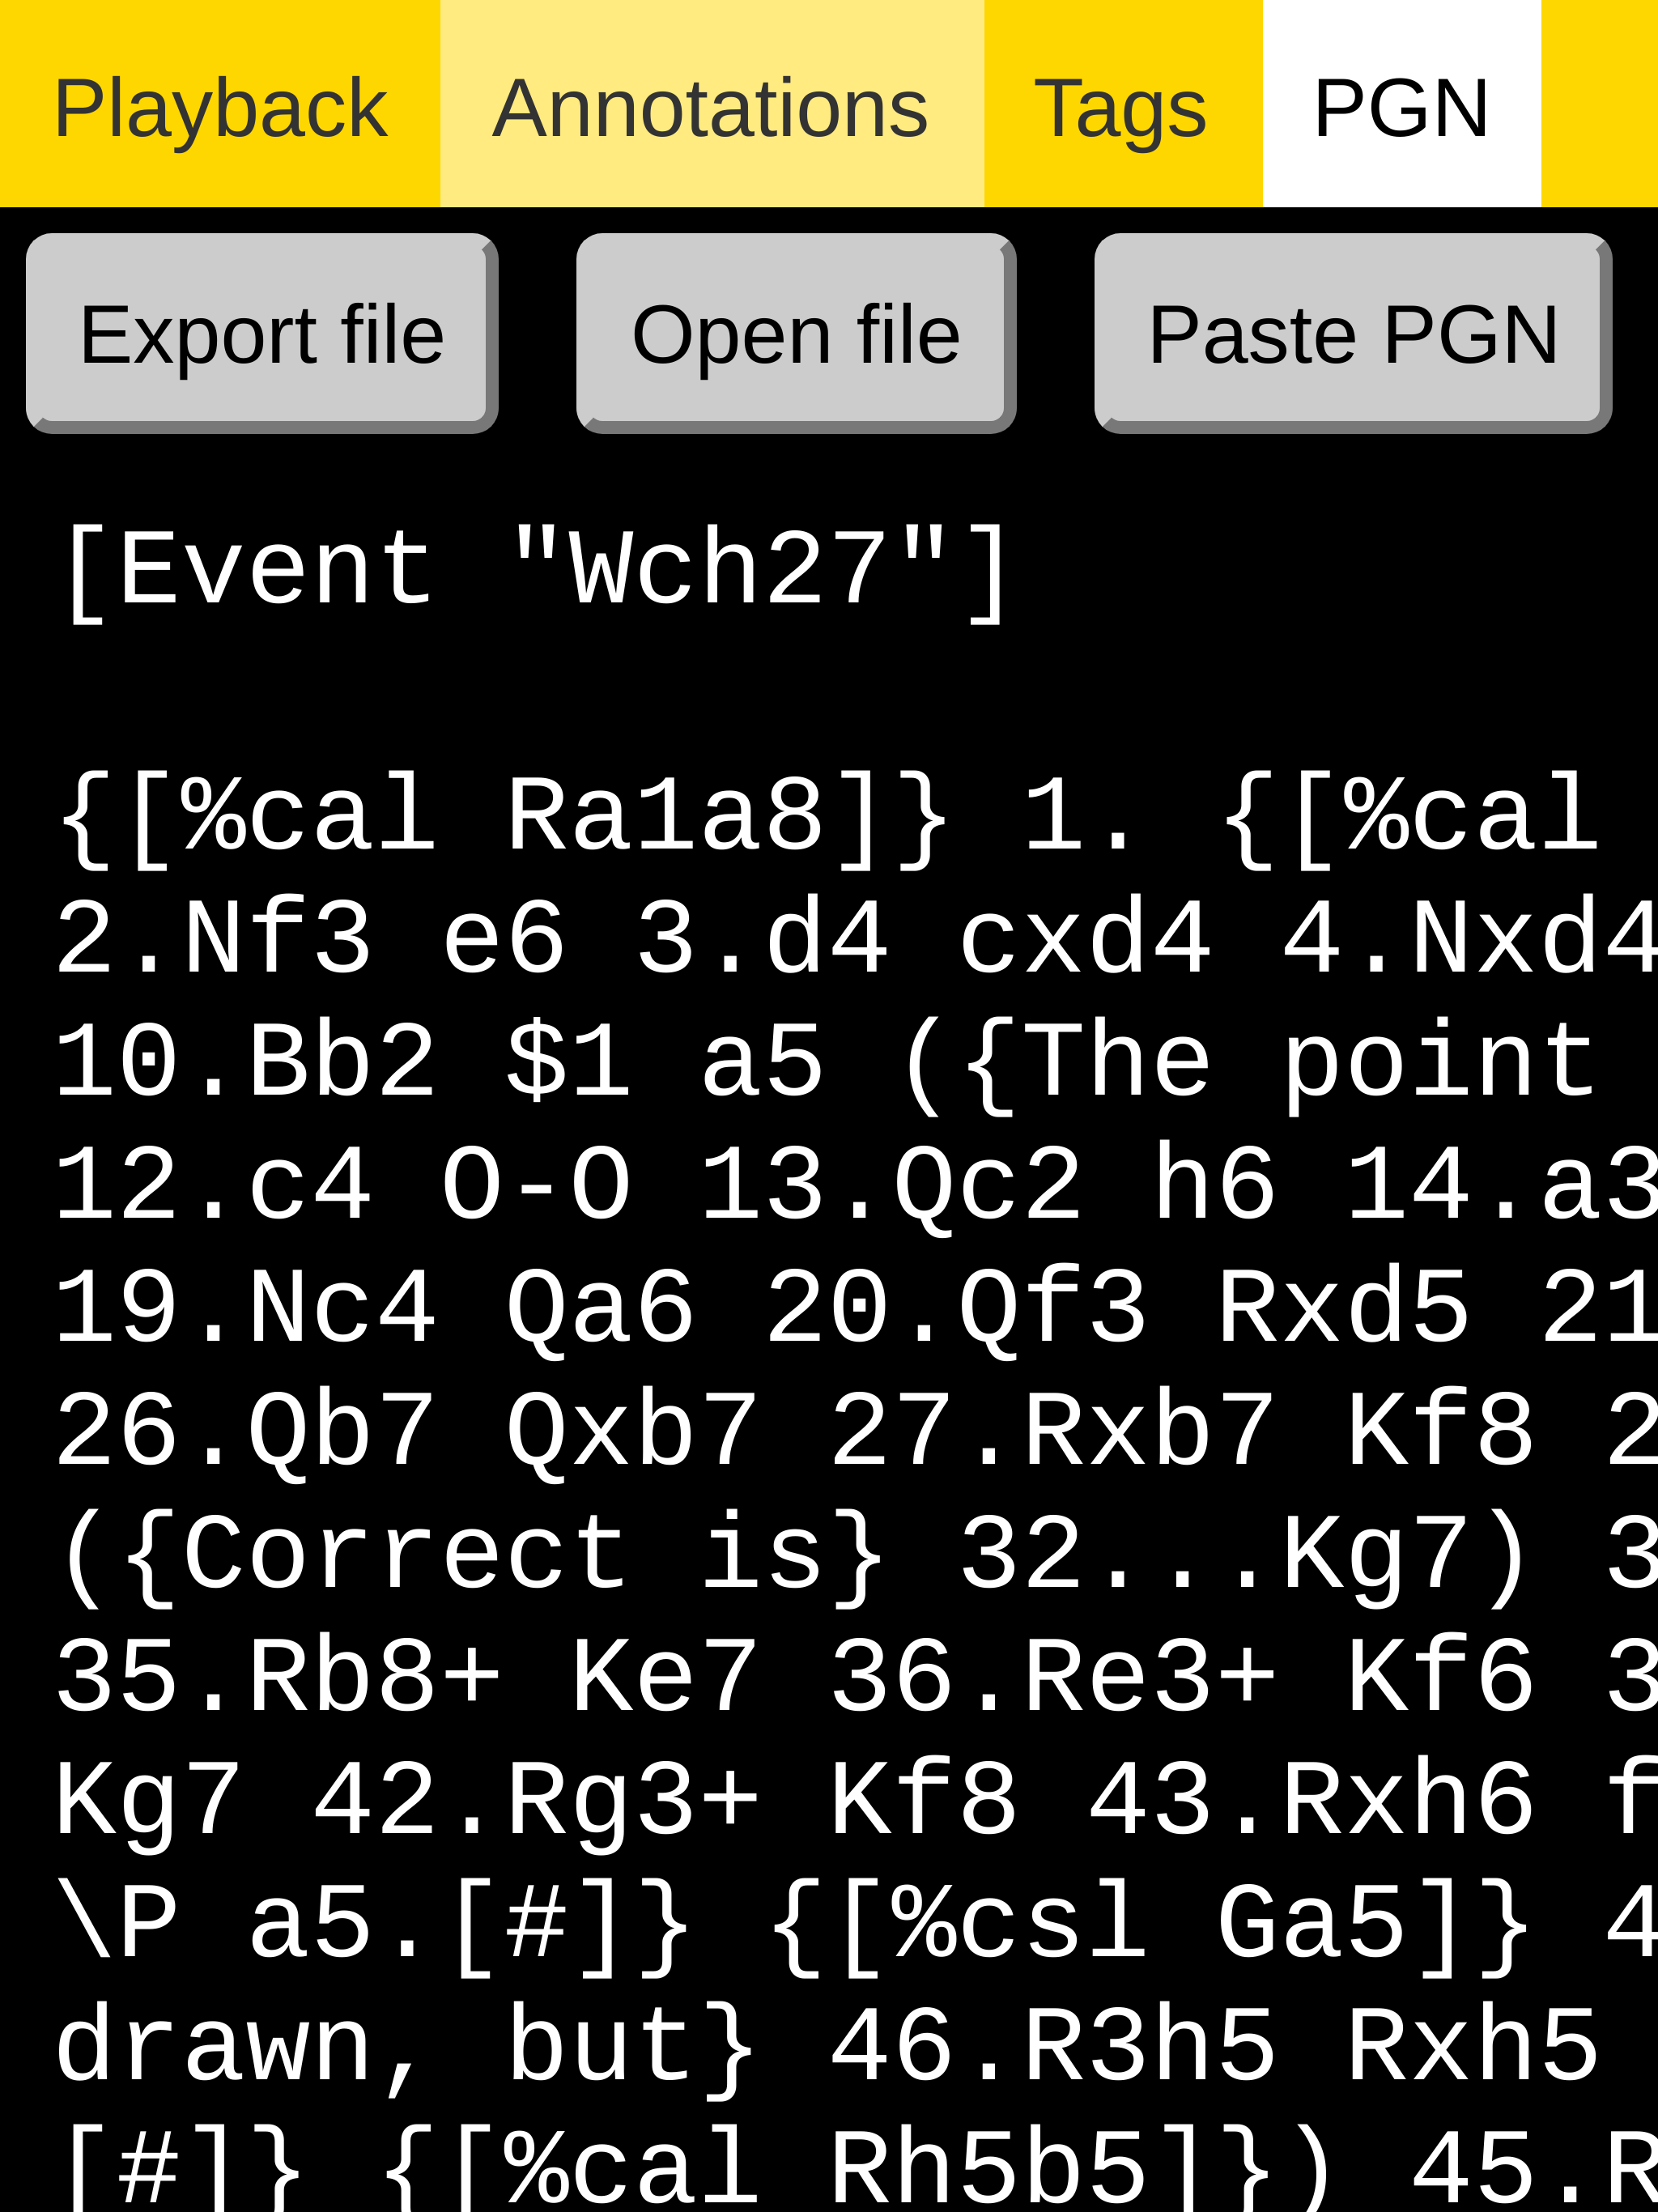 Playback Annotations Tags PGN
Export file Open file Paste PGN
[Event "Wch27"]
{[%cal Ra1a8]} 1. {[%cal
2.Nf3 e6 3.d4 cxd4 4.Nxd4
10.Bb2 $1 a5 ({The point
12.c4 O-O 13.Qc2 h6 14.a3
19.Nc4 Qa6 20.Qf3 Rxd5 21
26.Qb7 Qxb7 27.Rxb7 Kf8 2
({Correct is} 32...Kg7) 3
35.Rb8+ Ke7 36.Re3+ Kf6 3
Kg7 42.Rg3+ Kf8 43.Rxh6 f
\P a5.[#]} {[%csl Ga5]} 4
drawn, but} 46.R3h5 Rxh5
[#]} {[%cal Rh5b5]}) 45.R